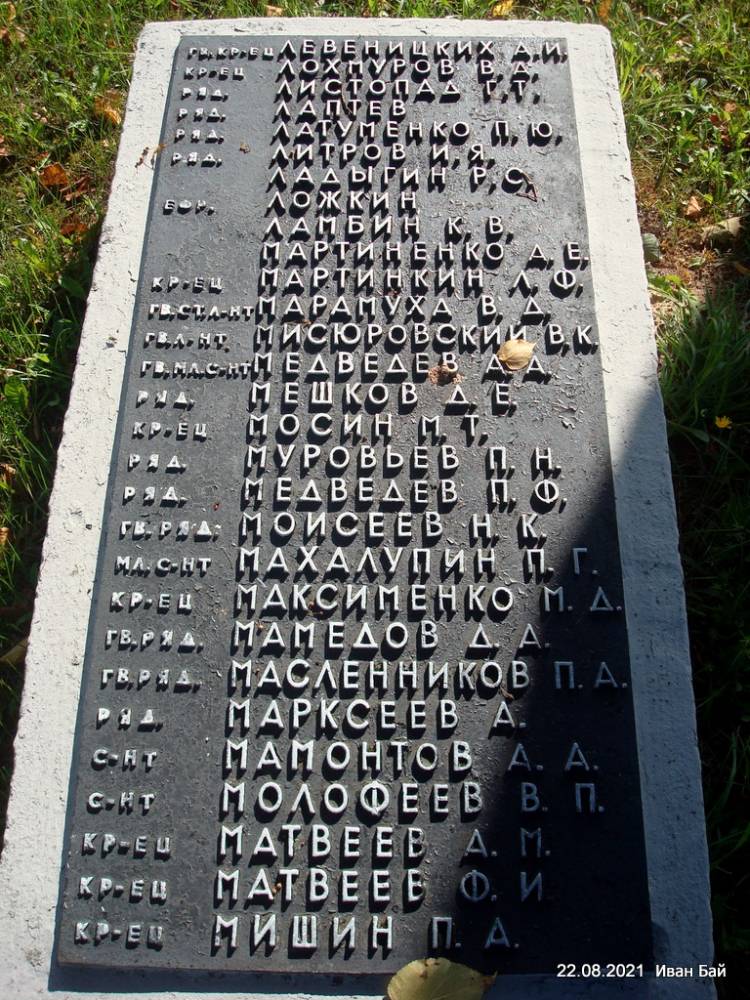 ГВ. КР-ЕЦ ЛЕВЕНИЦКИХ А.И.
КР-ЕЦ ЛОХМУРОВ В.А.
РЯД. ЛИСТОПАД Г.Т.
РЯД. ЛАПТЕВ
РЯД. ЛАТУМЕНКО П.Ю.
РЯД. ЛИТРОВ И.Я.
ЛАДЫГИН Р.С.
ЕФР. ЛОЖКИН
ЛАМБИН К.В.
МАРТИНЕНКО А.Е.
КР-ЕЦ МАРТИНКИН Л.Ф.
ГВ.СТ.Л-НТ МАРАМУХА В.Д.
ГВ.Л-НТ МИСЮРОВСКИЙ В.К.
ГВ.МЛ.С-НТ МЕДВЕДЕВ А.А.
РЯД. МЕШКОВ Д.Е.
КР-ЕЦ МОСИН М.Т.
РЯД. МУРОВЬЕВ П.Н.
РЯД. МЕДВЕДЕВ П.Ф.
ГВ.РЯД. МОИСЕЕВ Н.К.
МЛ.С-НТ МАХАЛУПИН П.Г.
КР-ЕЦ МАКСИМЕНКО М.Д.
ГВ.РЯД. МАМЕДОВ Д.А.
ГВ.РЯД. МАСЛЕННИКОВ П.А.
РЯД. МАРКСЕЕВ А.
С-НТ МАМОНТОВ А.А.
С-НТ МОЛОФЕЕВ В.П.
КР-ЕЦ МАТВЕЕВ А.М.
КР-ЕЦ МАТВЕЕВ Ф.И.
КР-ЕЦ МИШИН П.А.
22.08.2021 Иван Бай